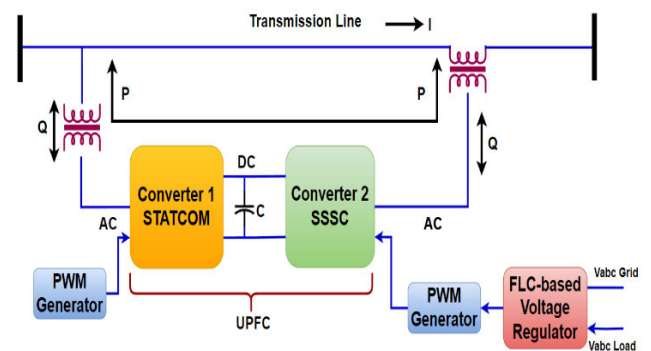 Transmission Line
I
P
P
Q
Q
DC
Converter 1
STATCOM
C
Converter 2
SSSC
AC
AC
PWM
Generator
UPFC
PWM
Generator
FLC-based
Voltage
Regulator
Vabc Grid
Vabc Load